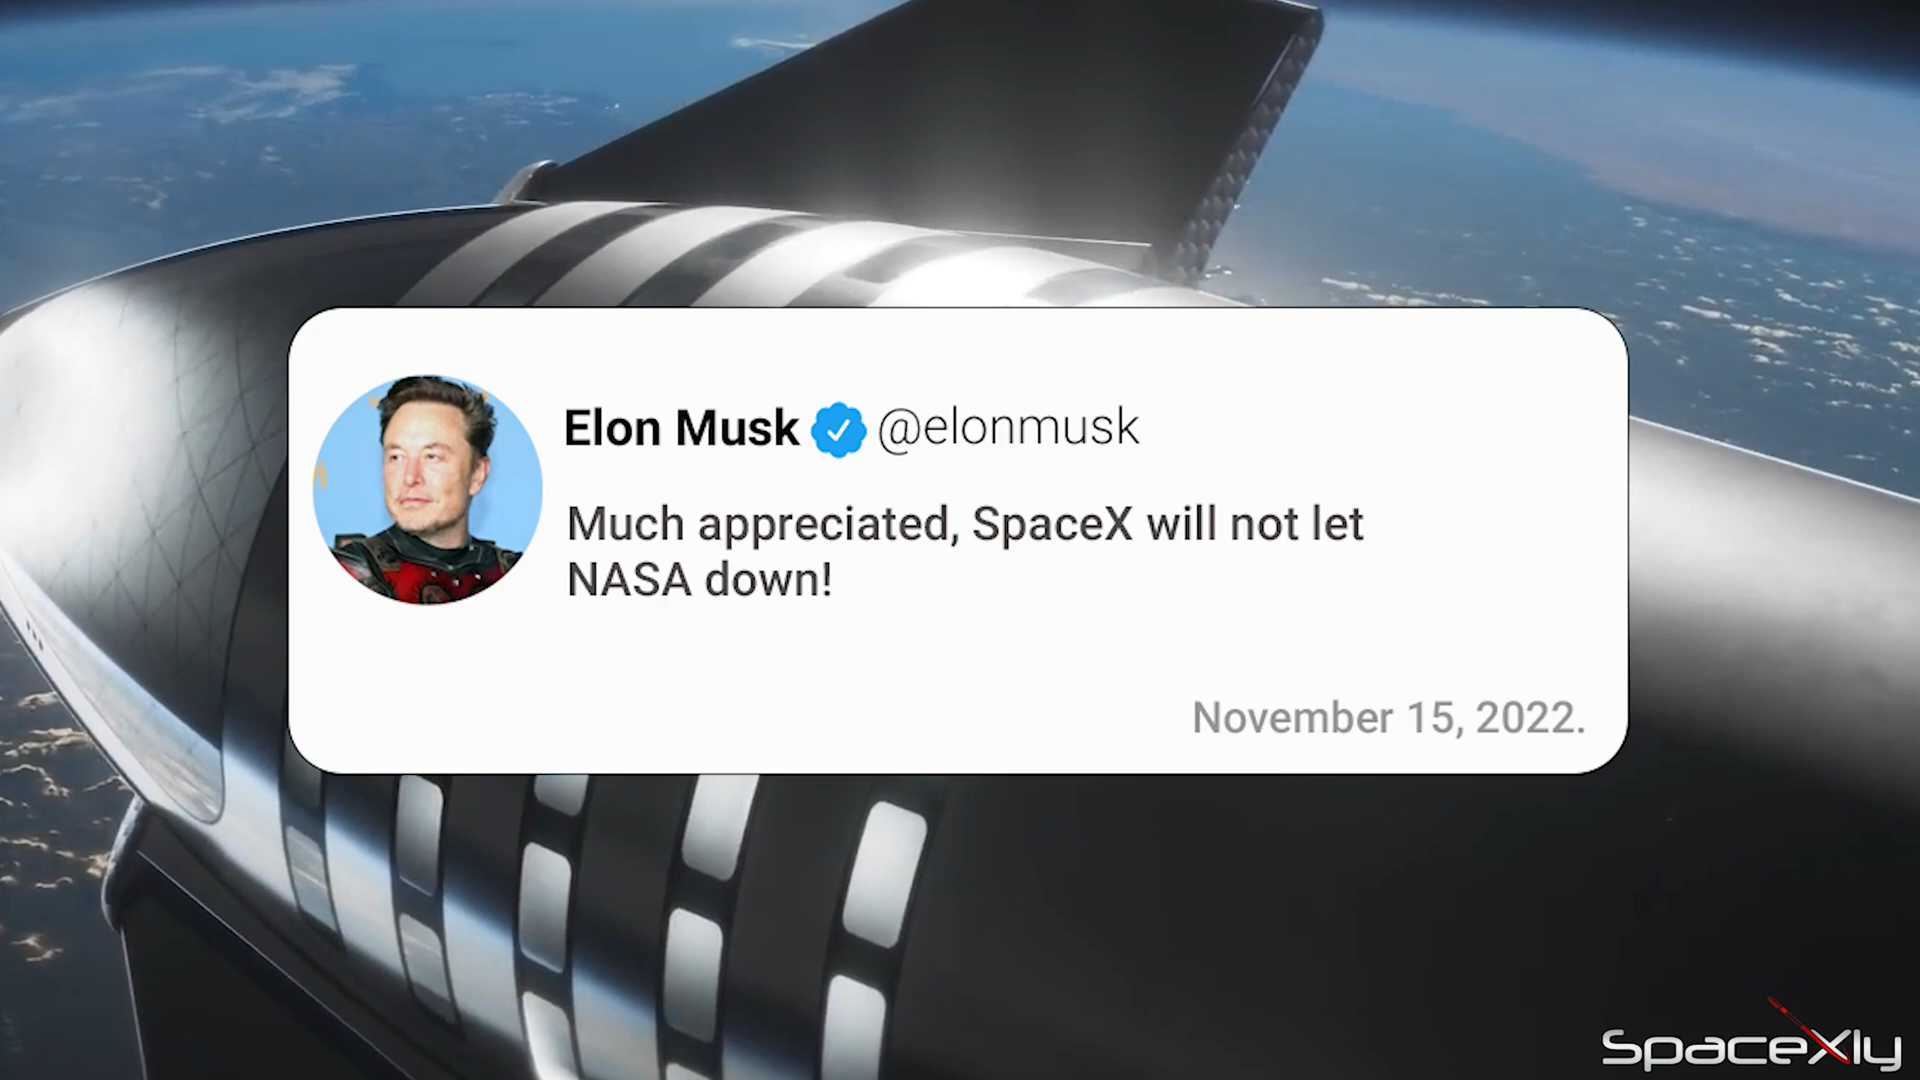 Elon Musk @elonmusk
Much appreciated, SpaceX will not let
NASA down!
November 15, 2022.
SpaceXly